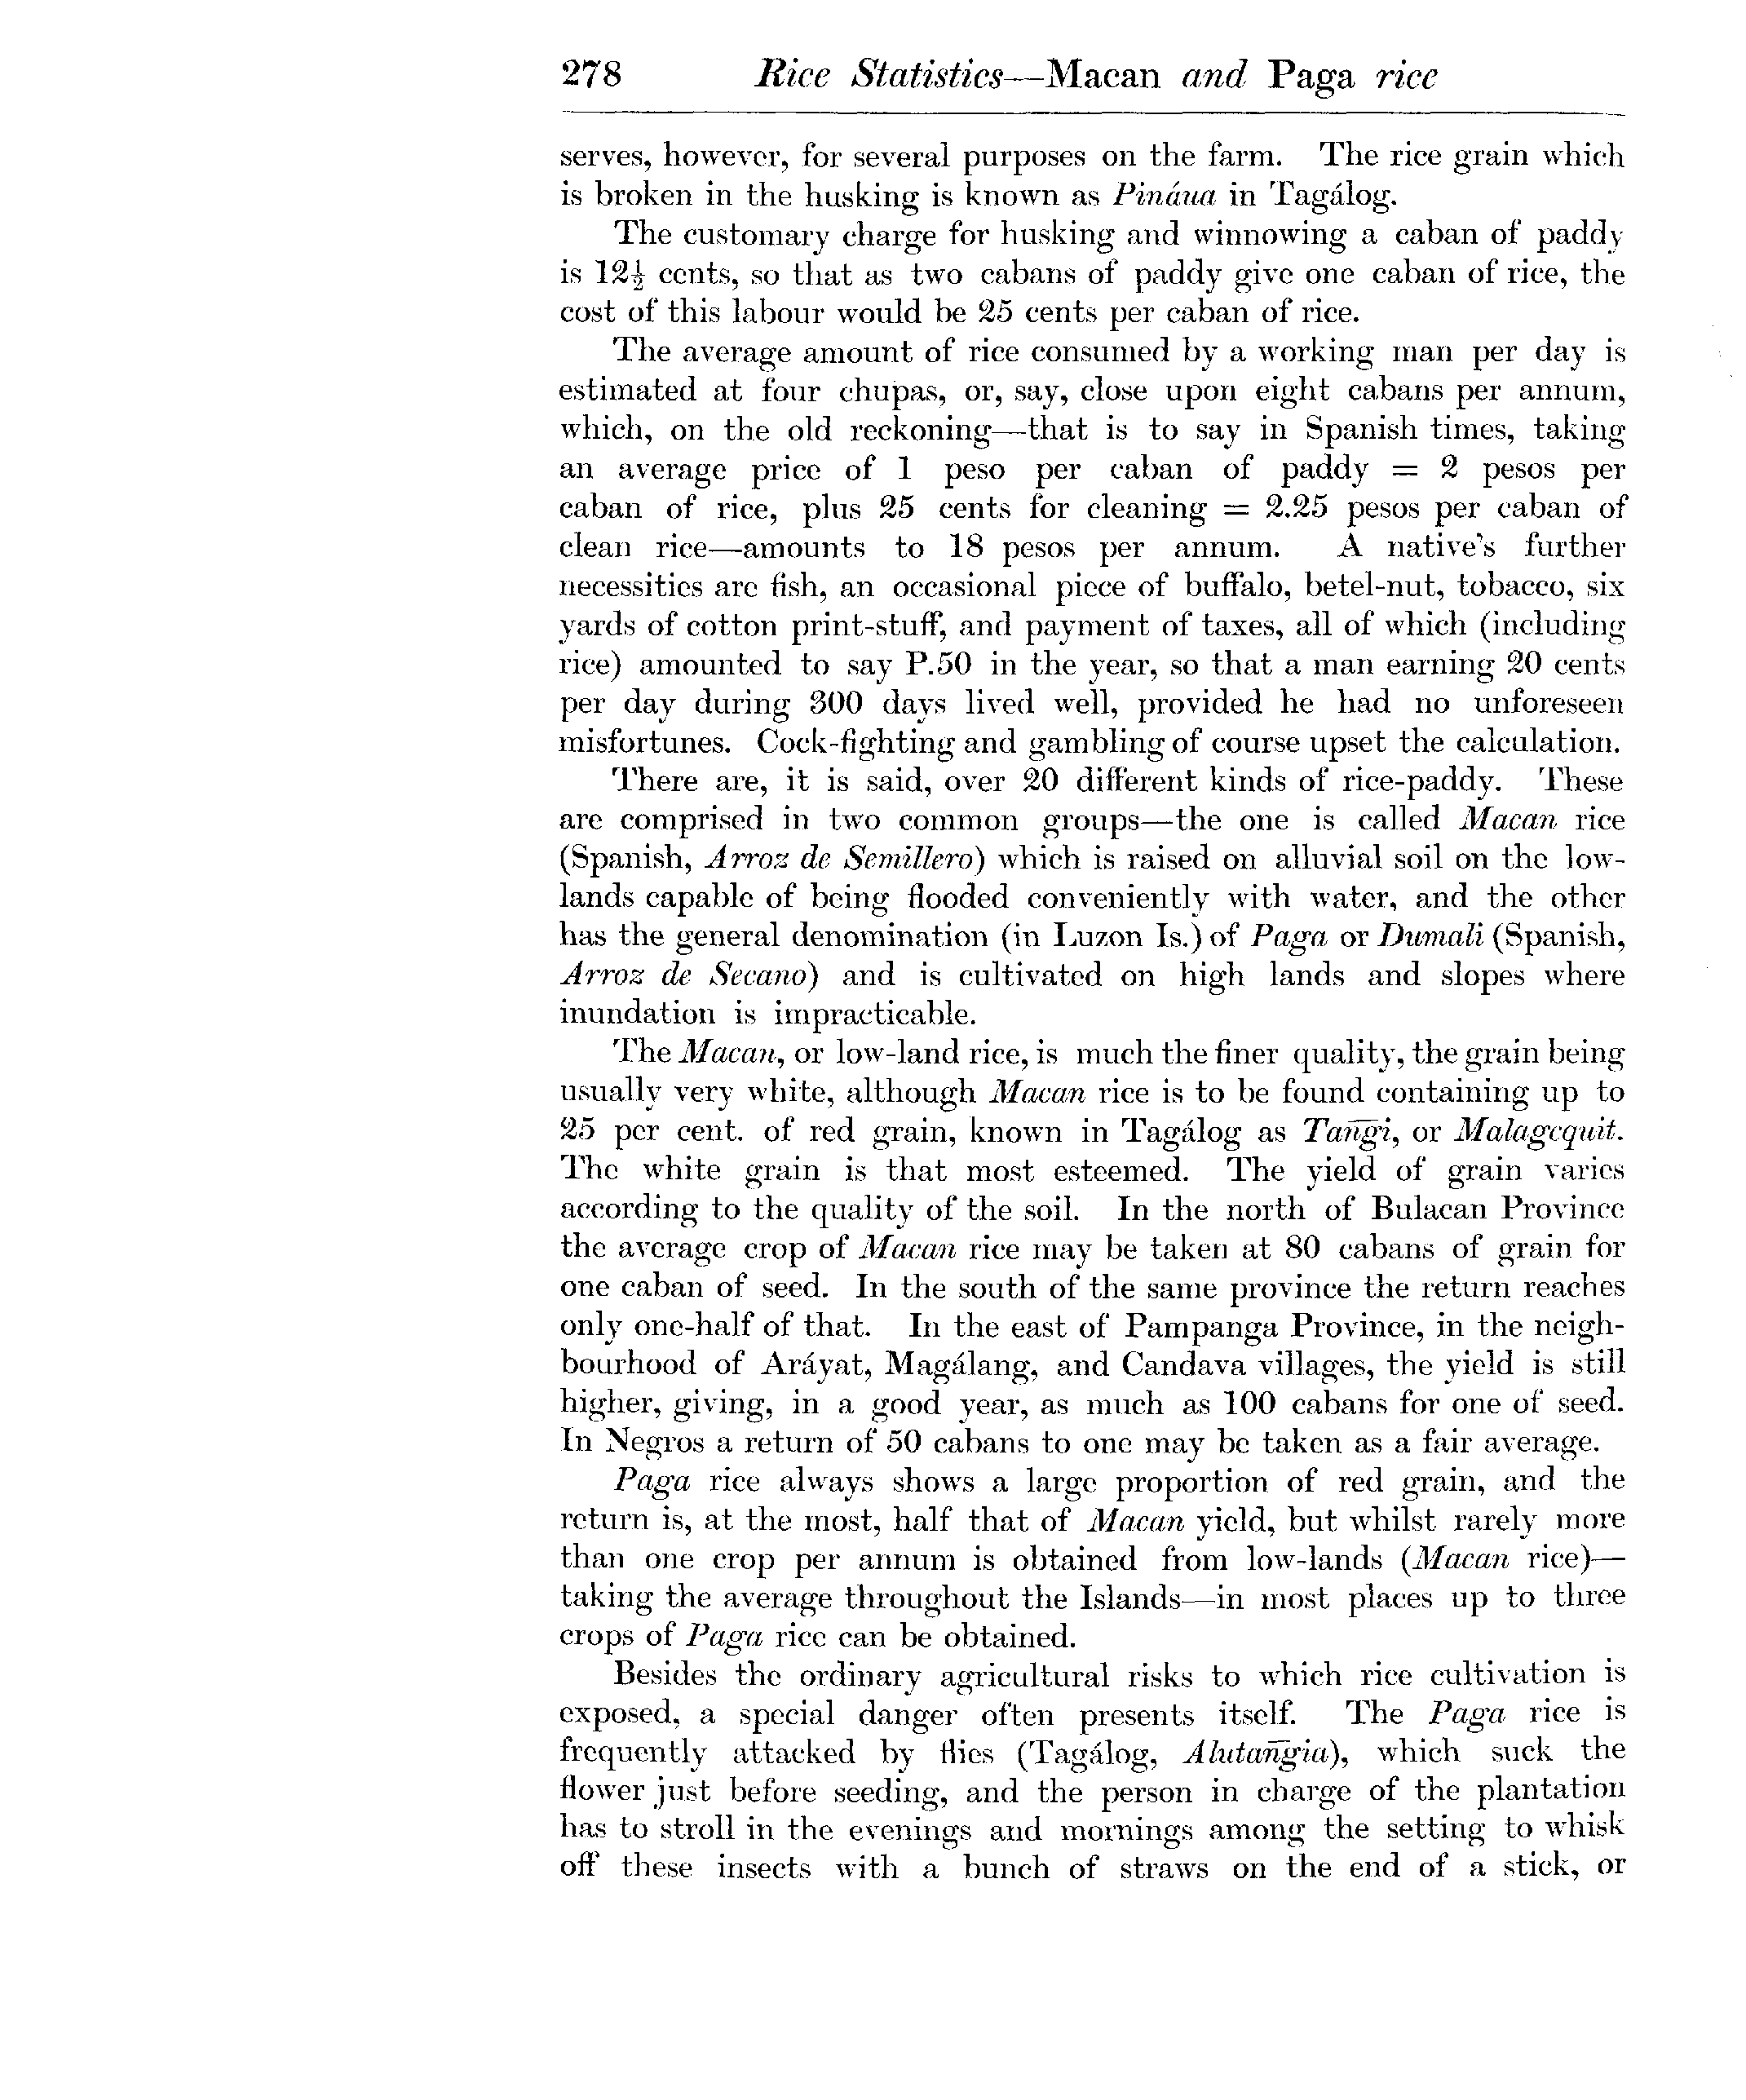 278 Rice Statistics—Macan and Paga rice
serves, however, for several purposes on the farm. The rice grain which
is broken in the husking is known as Pináua in Tagálog.
The customary charge for husking and winnowing a caban of paddy
is 12½ cents, so that as two cabans of paddy give one caban of rice, the
cost of this labour would be 25 cents per caban of rice.
The average amount of rice consumed by a working man per day is
estimated at four chupas, or, say, close upon eight cabans per annum,
which, on the old reckoning—that is to say in Spanish times, taking
an average price of 1 peso per caban of paddy = 2 pesos per
caban of rice, plus 25 cents for cleaning = 2.25 pesos per caban of
clean rice—amounts to 18 pesos per annum. A native's further
necessities are fish, an occasional piece of buffalo, betel-nut, tobacco, six
yards of cotton print-stuff, and payment of taxes, all of which (including
rice) amounted to say P.50 in the year, so that a man earning 20 cents
per day during 300 days lived well, provided he had no unforeseen
misfortunes. Cock-fighting and gambling of course upset the calculation.
There are, it is said, over 20 different kinds of rice-paddy. These
are comprised in two common groups—the one is called Macan rice
(Spanish, Arroz de Semillero) which is raised on alluvial soil on the low-
lands capable of being flooded conveniently with water, and the other
has the general denomination (in Luzon Is.) of Paga or Dumali (Spanish,
Arroz de Secano) and is cultivated on high lands and slopes where
inundation is impracticable.
The Macan, or low-land rice, is much the finer quality, the grain being
usually very white, although Macan rice is to be found containing up to
25 per cent. of red grain, known in Tagálog as Tañgi, or Malagequit.
The white grain is that most esteemed. The yield of grain varies
according to the quality of the soil. In the north of Bulacan Province
the average crop of Macan rice may be taken at 80 cabans of grain for
one caban of seed. In the south of the same province the return reaches
only one-half of that. In the east of Pampanga Province, in the neigh-
bourhood of Aráyat, Magálang, and Candava villages, the yield is still
higher, giving, in a good year, as much as 100 cabans for one of seed.
In Negros a return of 50 cabans to one may be taken as a fair average.
Paga rice always shows a large proportion of red grain, and the
return is, at the most, half that of Macan yield, but whilst rarely more
than one crop per annum is obtained from low-lands (Macan rice)—
taking the average throughout the Islands—in most places up to three
crops of Paga rice can be obtained.
Besides the ordinary agricultural risks to which rice cultivation is
exposed, a special danger often presents itself. The Paga rice is
frequently attacked by flies (Tagálog, Alutañgia), which suck the
flower just before seeding, and the person in charge of the plantation
has to stroll in the evenings and mornings among the setting to whisk
off these insects with a bunch of straws on the end of a stick, or